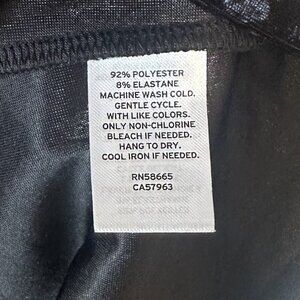 92% POLYESTER
8% ELASTANE
MACHINE WASH COLD.
GENTLE CYCLE.
WITH LIKE COLORS.
ONLY NON-CHLORINE
BLEACH IF NEEDED.
HANG TO DRY.
COOL IRON IF NEEDED.
RN58665
CA57963